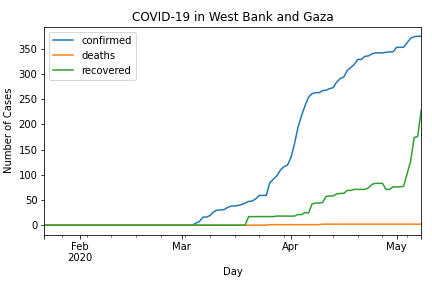 COVID-19 in West Bank and Gaza
confirmed
deaths
recovered
Number of Cases
350
300
250
200
150
100
50
0
Feb
2020
Mar
Apr
May
Day